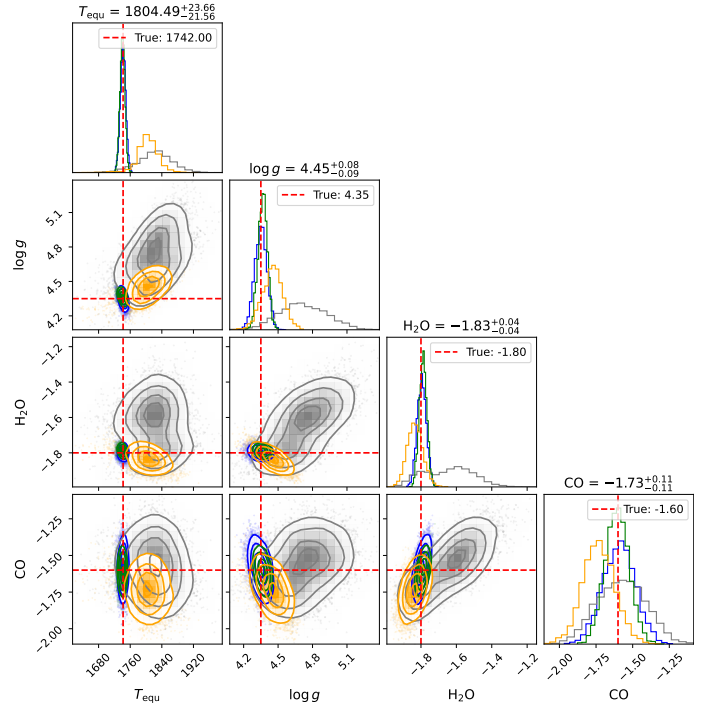 T_equ = 1804.49^{+23.66}_{-21.56}
True: 1742.00
log g = 4.45^{+0.08}_{-0.09}
True: 4.35
5.1
4.8
4.5
4.2
log g
H₂O = −1.83^{+0.04}_{-0.04}
True: -1.80
−1.2
−1.4
−1.6
−1.8
H₂O
CO = −1.73^{+0.11}_{-0.11}
True: -1.60
−1.25
−1.50
−1.75
−2.00
CO
1680 1760 1840 1920
4.2 4.5 4.8 5.1
−1.8 −1.6 −1.4 −1.2
−2.00 −1.75 −1.50 −1.25
T_equ log g H₂O CO